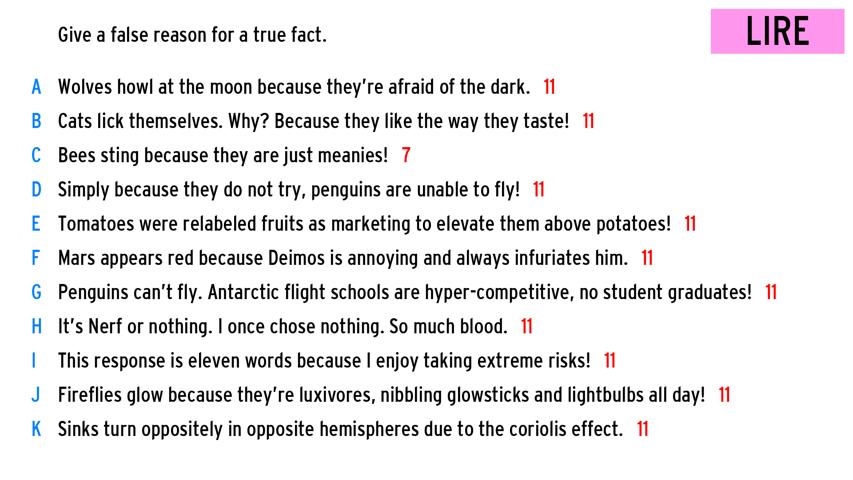 Give a false reason for a true fact.
LIRE
A Wolves howl at the moon because they're afraid of the dark. 11
B Cats lick themselves. Why? Because they like the way they taste! 11
C Bees sting because they are just meanies! 7
D Simply because they do not try, penguins are unable to fly! 11
E Tomatoes were relabeled fruits as marketing to elevate them above potatoes! 11
F Mars appears red because Deimos is annoying and always infuriates him. 11
G Penguins can't fly. Antarctic flight schools are hyper-competitive, no student graduates! 11
H It's Nerf or nothing. I once chose nothing. So much blood. 11
I This response is eleven words because I enjoy taking extreme risks! 11
J Fireflies glow because they're luxivores, nibbling glowsticks and lightbulbs all day! 11
K Sinks turn oppositely in opposite hemispheres due to the coriolis effect. 11